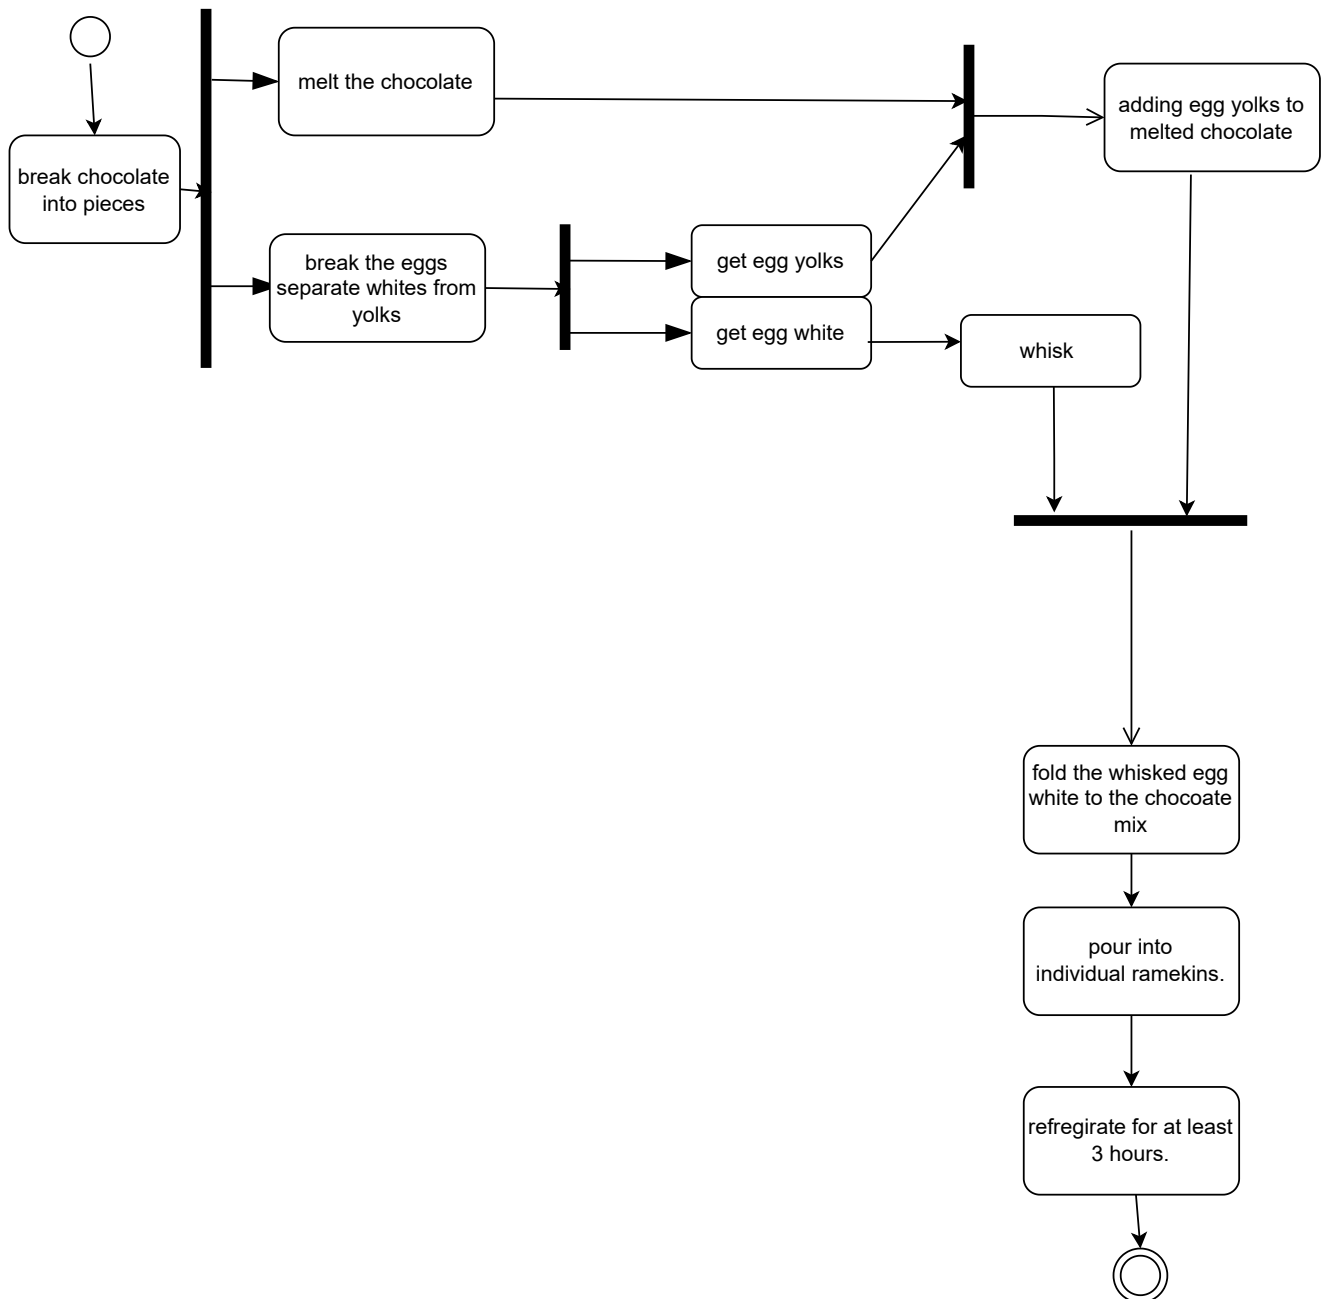 melt the chocolate
adding egg yolks to
melted chocolate
break chocolate
into pieces
break the eggs
separate whites from
yolks
get egg yolks
get egg white
whisk
fold the whisked egg
white to the chocoate
mix
pour into
individual ramekins.
refregirate for at least
3 hours.